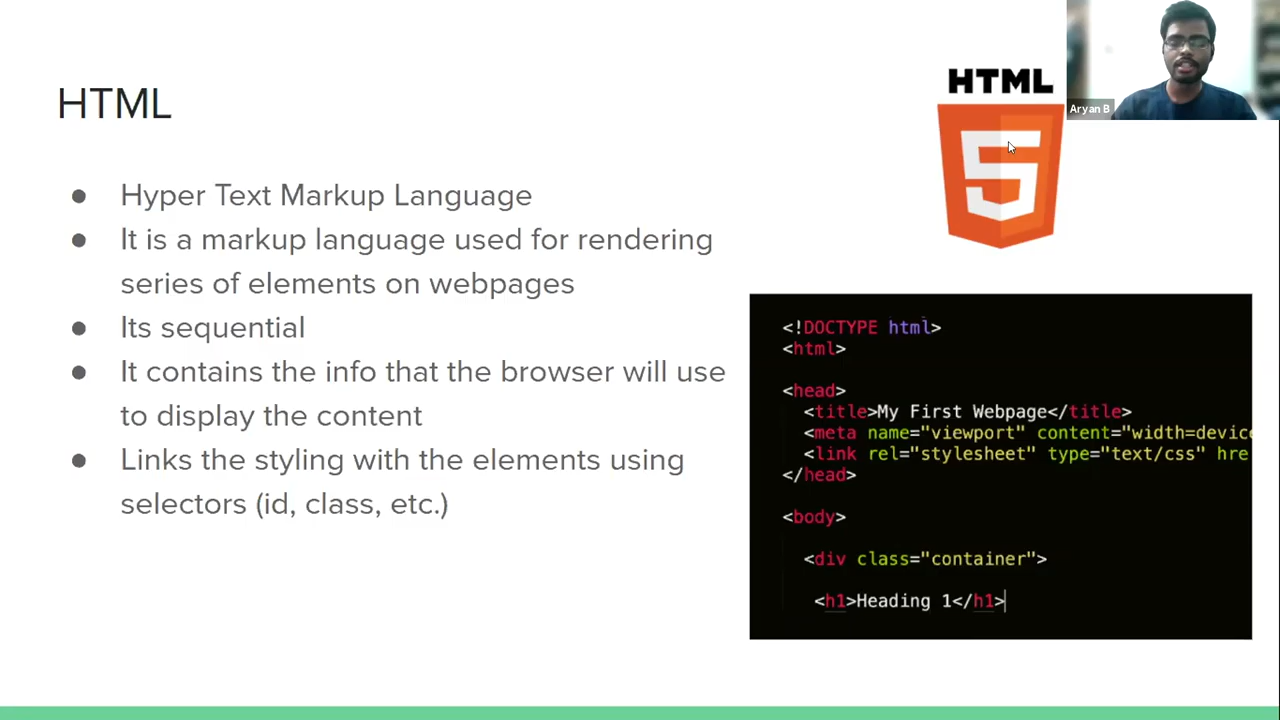 HTML
Hyper Text Markup Language
It is a markup language used for rendering
series of elements on webpages
Its sequential
It contains the info that the browser will use
to display the content
Links the styling with the elements using
selectors (id, class, etc.)
HTML
5
Aryan B
<!DOCTYPE html>
<html>
<head>
<title>My First Webpage</title>
<meta name="viewport" content="width=device
<link rel="stylesheet" type="text/css" hre
</head>
<body>
<div class="container">
<h1>Heading 1</h1>